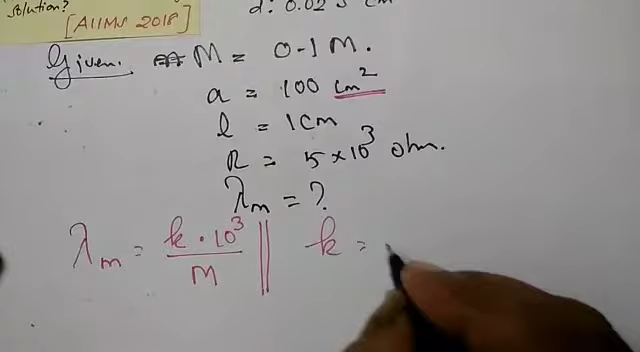 solution?
[AIIMS 2018]
d: 0.02 S cm
Given. M = 0.1 M.
a = 100 cm²
l = 1 cm
R = 5 × 10³ ohm.
λm = ?
λm = k · 10³ / M || k =